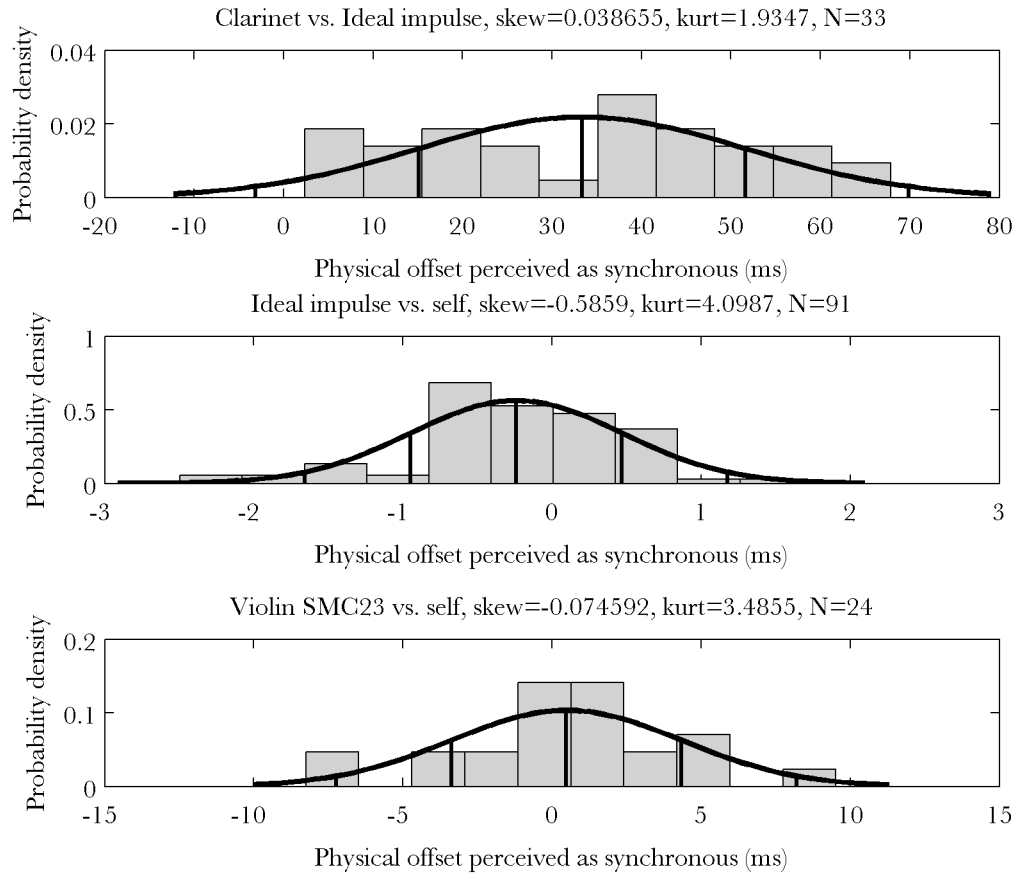 Clarinet vs. Ideal impulse, skew=0.038655, kurt=1.9347, N=33
Probability density
0.04
0.02
0
-20 -10 0 10 20 30 40 50 60 70 80
Physical offset perceived as synchronous (ms)
Ideal impulse vs. self, skew=-0.5859, kurt=4.0987, N=91
Probability density
1
0.5
0
-3 -2 -1 0 1 2 3
Physical offset perceived as synchronous (ms)
Violin SMC23 vs. self, skew=-0.074592, kurt=3.4855, N=24
Probability density
0.2
0.1
0
-15 -10 -5 0 5 10 15
Physical offset perceived as synchronous (ms)